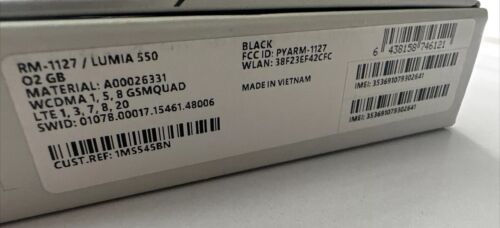 RM-1127 / LUMIA 550
O2 GB
MATERIAL: A00026331
WCDMA 1, 5, 8 GSMQUAD
LTE 1, 3, 7, 8, 20
SWID: 01078.00017.15461.48006
CUST.REF: 1MS545BN
BLACK
FCC ID: PYARM-1127
WLAN: 38F23EF42CFC
MADE IN VIETNAM
6 438158 746121
IMEI: 353691079302641
IMEI: 353691079302641